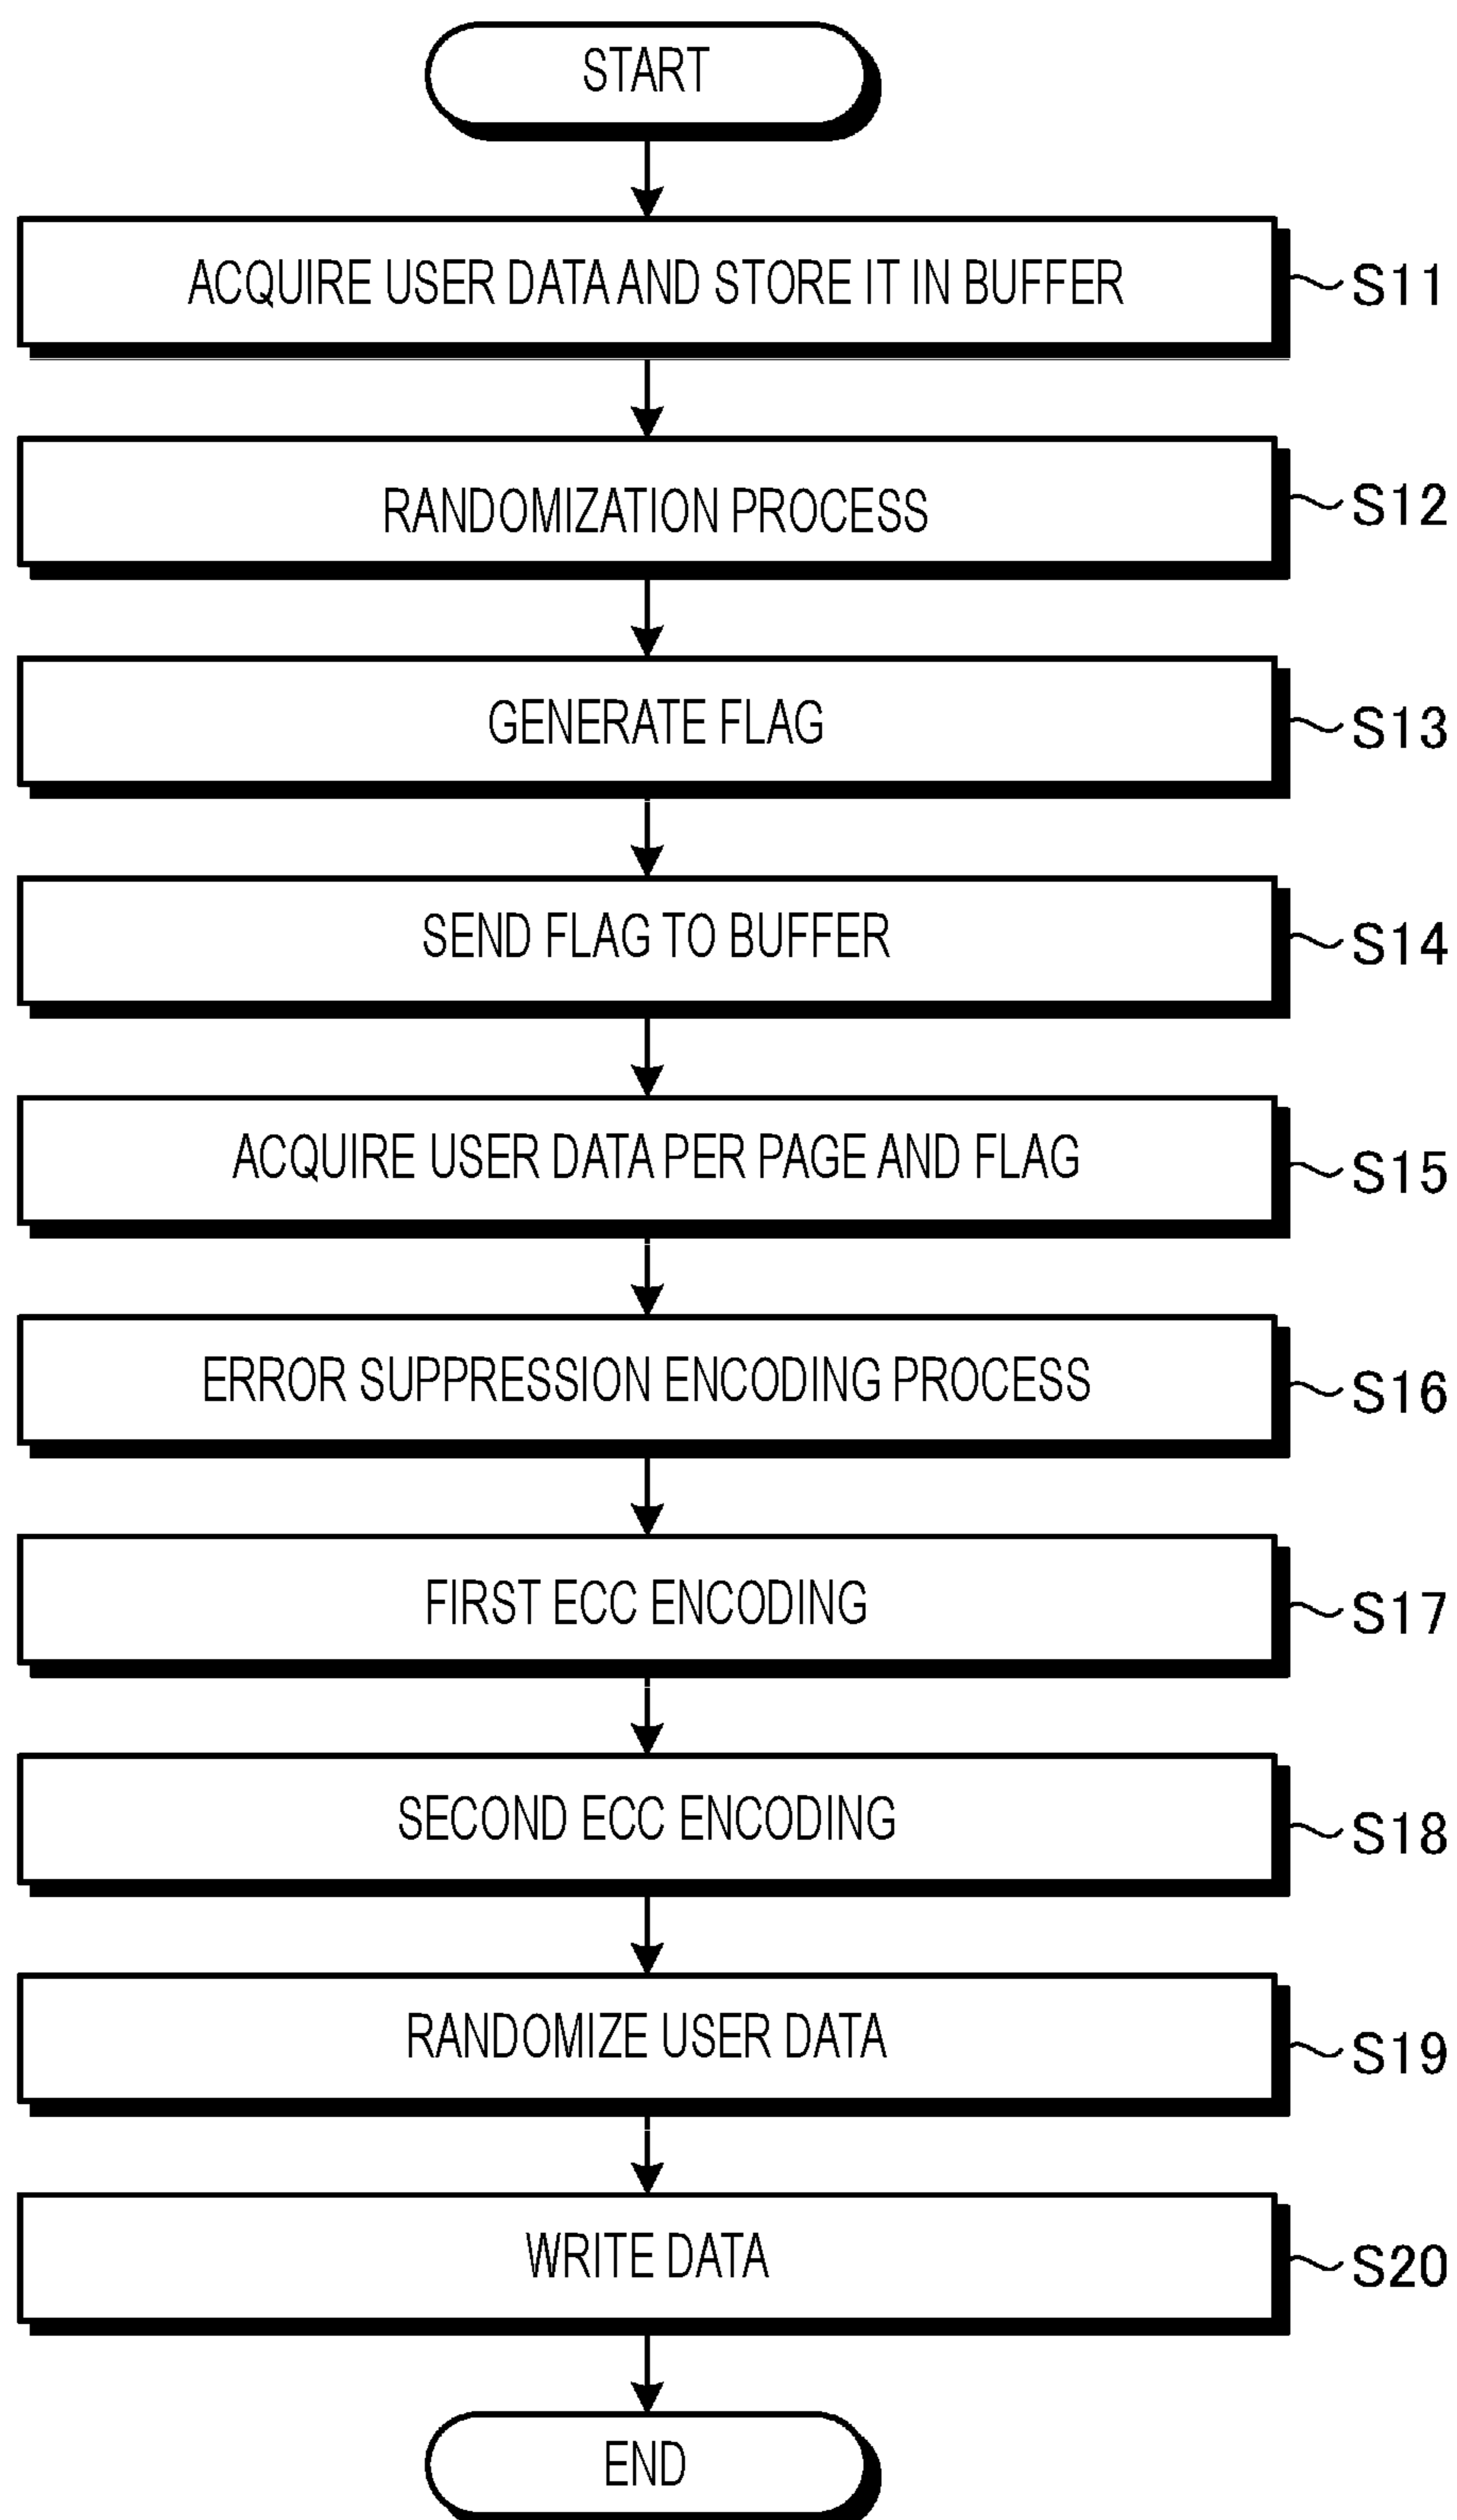 START
ACQUIRE USER DATA AND STORE IT IN BUFFER
S11
RANDOMIZATION PROCESS
S12
GENERATE FLAG
S13
SEND FLAG TO BUFFER
S14
ACQUIRE USER DATA PER PAGE AND FLAG
S15
ERROR SUPPRESSION ENCODING PROCESS
S16
FIRST ECC ENCODING
S17
SECOND ECC ENCODING
S18
RANDOMIZE USER DATA
S19
WRITE DATA
S20
END